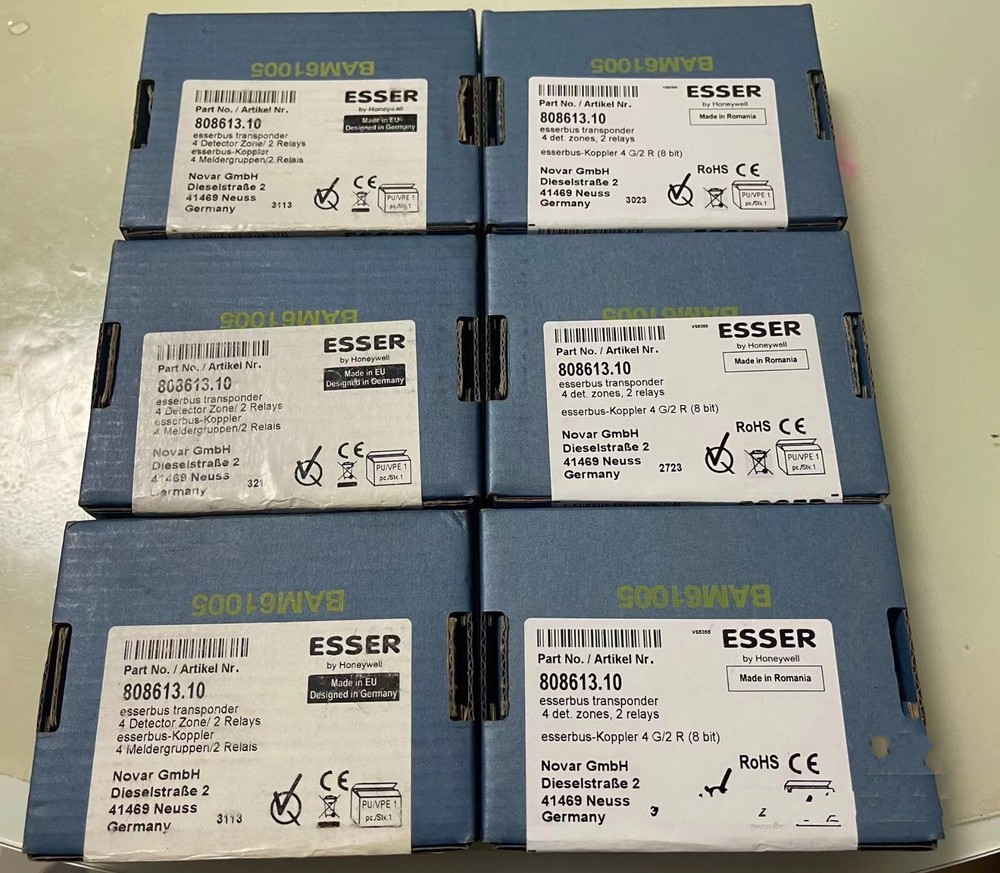 BAM61005
ESSER
by Honeywell
Part No. / Artikel Nr.
808613.10
Made in EU
Designed in Germany
esserbus transponder
4 Detector Zone/ 2 Relays
esserbus-Koppler
4 Meldergruppen/2 Relais
Novar GmbH
Dieselstraße 2
41469 Neuss
Germany
3113
CE
PU/VPE 1
pc./Stk.1
BAM61005
VS5355
ESSER
by Honeywell
Part No. / Artikel Nr.
808613.10
Made in Romania
esserbus transponder
4 det. zones, 2 relays
esserbus-Koppler 4 G/2 R (8 bit)
RoHS CE
Novar GmbH
Dieselstraße 2
41469 Neuss
Germany
3023
PU/VPE 1
pc./Stk.1
BAM61005
ESSER
by Honeywell
Part No. / Artikel Nr.
808613.10
Made in EU
Designed in Germany
esserbus transponder
4 Detector Zone/ 2 Relays
esserbus-Koppler
4 Meldergruppen/2 Relais
Novar GmbH
Dieselstraße 2
41469 Neuss
Germany
CE
PU/VPE 1
pc./Stk.1
BAM61005
VS5355
ESSER
by Honeywell
Part No. / Artikel Nr.
808613.10
Made in Romania
esserbus transponder
4 det. zones, 2 relays
esserbus-Koppler 4 G/2 R (8 bit)
RoHS CE
Novar GmbH
Dieselstraße 2
41469 Neuss
Germany
2723
PU/VPE 1
pc./Stk.1
ESSER
BAM61005
ESSER
by Honeywell
Part No. / Artikel Nr.
808613.10
Made in EU
Designed in Germany
esserbus transponder
4 Detector Zone/ 2 Relays
esserbus-Koppler
4 Meldergruppen/2 Relais
Novar GmbH
Dieselstraße 2
41469 Neuss
Germany
3113
CE
PU/VPE 1
pc./Stk.1
BAM61005
VS5355
ESSER
by Honeywell
Part No. / Artikel Nr.
808613.10
Made in Romania
esserbus transponder
4 det. zones, 2 relays
esserbus-Koppler 4 G/2 R (8 bit)
RoHS CE
Novar GmbH
Dieselstraße 2
41469 Neuss
Germany